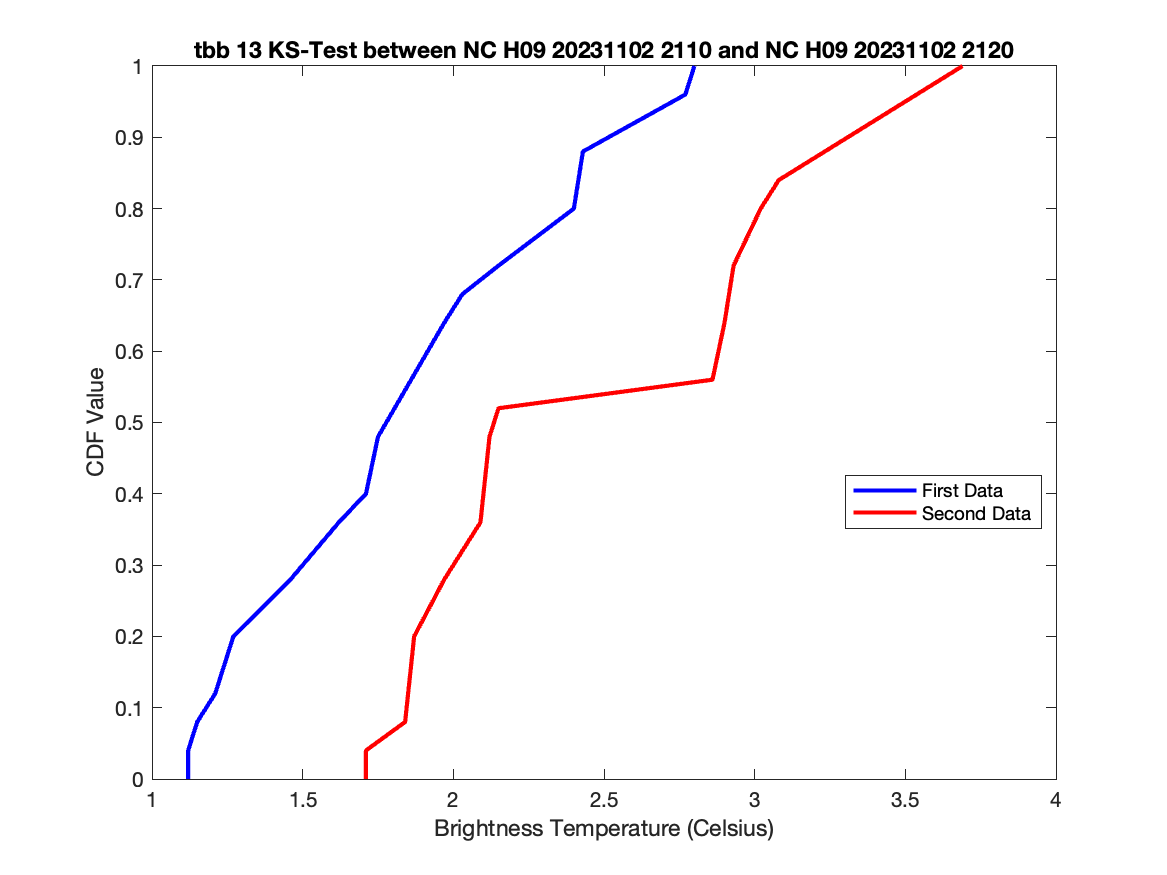 tbb 13 KS-Test between NC H09 20231102 2110 and NC H09 20231102 2120
1
0.9
0.8
0.7
0.6
0.5
0.4
0.3
0.2
0.1
0
CDF Value
First Data
Second Data
1 1.5 2 2.5 3 3.5 4
Brightness Temperature (Celsius)